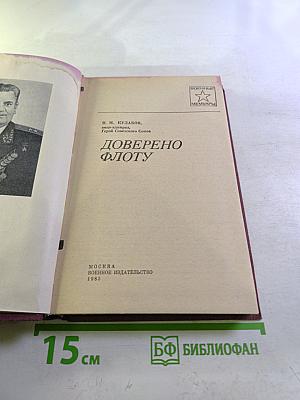 ВОЕННЫЕ
МЕМУАРЫ
Н. М. КУЛАКОВ,
вице-адмирал,
Герой Советского Союза
ДОВЕРЕНО
ФЛОТУ
МОСКВА
ВОЕННОЕ ИЗДАТЕЛЬСТВО
1985
15 см
БФ БИБЛИОФАН